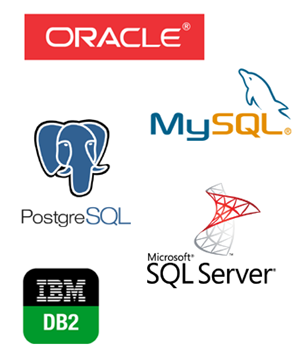 ORACLE®
MySQL®
PostgreSQL
Microsoft®
SQL Server®
IBM
DB2